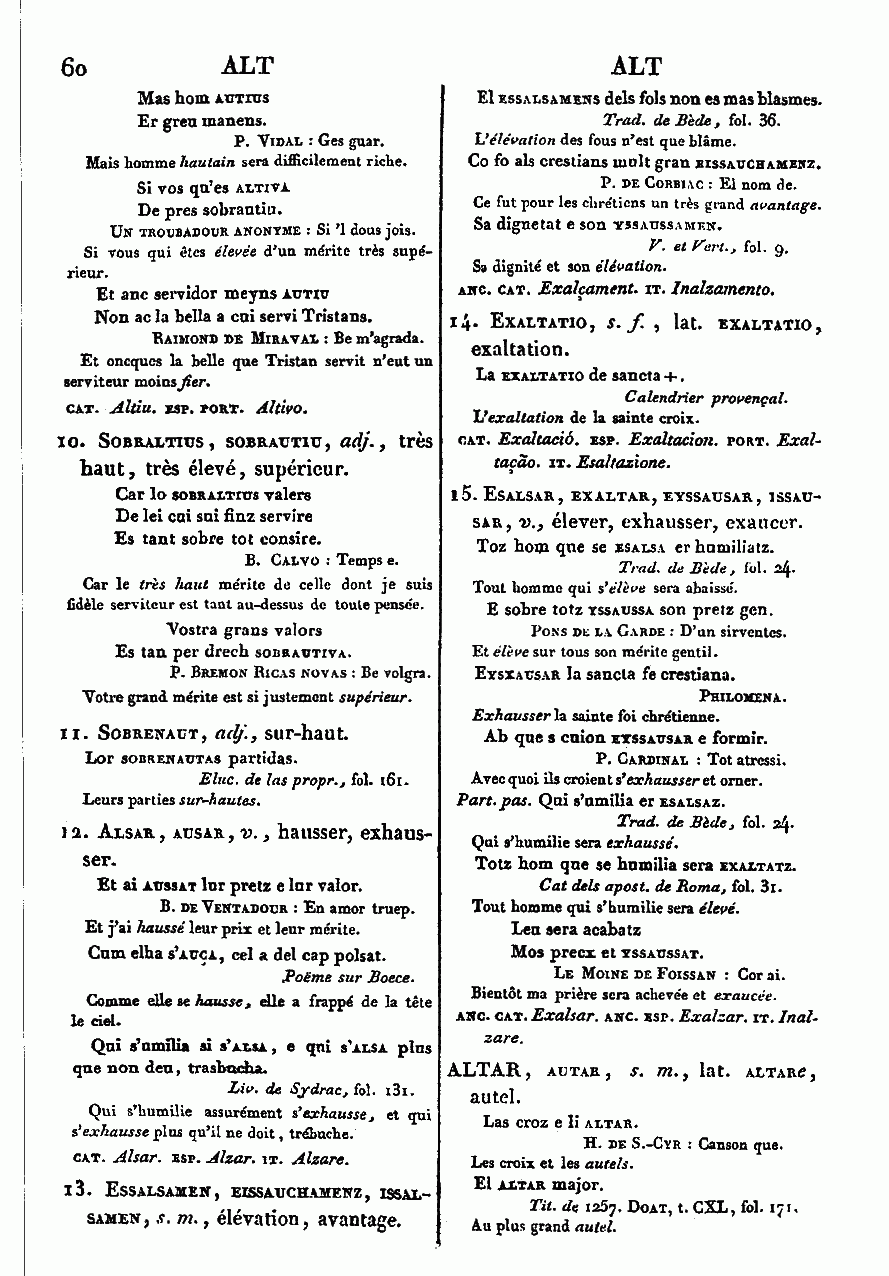 60 ALT ALT
Mas hom AUTIUS
Er greu manens.
P. VIDAL : Ges guar.
Mais homme hautain sera difficilement riche.
Si vos qu'es ALTIVA
De pres sobrantiu.
UN TROUBADOUR ANONYME : Si 'l dous jois.
Si vous qui êtes élevée d'un mérite très supé-
rieur.
Et anc servidor meyns AUTIU
Non ac la bella a cui servi Tristans.
RAIMOND DE MIRAVAL : Be m'agrada.
Et oncques la belle que Tristan servit n'eut un
serviteur moins fier.
CAT. Altiu. ESP. PORT. Altivo.
10. SOBRALTIUS, SOBRAUTIU, adj., très
haut, très élevé, supérieur.
Car lo SOBRALTIUS valers
De lei cui sui finz servire
Es tant sobre tot consire.
B. CALVO : Temps e.
Car le très haut mérite de celle dont je suis
fidèle serviteur est tant au-dessus de toute pensée.
Vostra grans valors
Es tan per drech SOBRAUTIVA.
P. BREMON RICAS NOVAS : Be volgra.
Votre grand mérite est si justement supérieur.
11. SOBRENAUT, adj., sur-haut.
Lor SOBRENAUTAS partidas.
Eluc. de las propr., fol. 161.
Leurs parties sur-hautes.
12. ALSAR, AUSAR, v., hausser, exhaus-
ser.
Et ai AUSSAT lur pretz e lur valor.
B. DE VENTADOUR : En amor truep.
Et j'ai haussé leur prix et leur mérite.
Cum elha s'AUÇA, cel a del cap polsat.
Poëme sur Boece.
Comme elle se hausse, elle a frappé de la tête
le ciel.
Qui s'umilia si s'ALSA, e qui s'ALSA plus
que non deu, trasbucha.
Liv. de Sydrac, fol. 131.
Qui s'humilie assurément s'exhausse, et qui
s'exhausse plus qu'il ne doit, trébuche.
CAT. Alsar. ESP. Alzar. IT. Alzare.
13. ESSALSAMEN, EISSAUCHAMENZ, ISSAL-
SAMEN, s. m., élévation, avantage.
El ESSALSAMENS dels fols non es mas blasmes.
Trad. de Bède, fol. 36.
L'élévation des fous n'est que blâme.
Co fo als crestians mult gran EISSAUCHAMENZ.
P. DE CORBIAC : El nom de.
Ce fut pour les chrétiens un très grand avantage.
Sa dignetat e son YSSAUSSAMEN.
V. et Vert., fol. 9.
Sa dignité et son élévation.
ANC. CAT. Exalçament. IT. Inalzamento.
14. EXALTATIO, s. f., lat. EXALTATIO,
exaltation.
La EXALTATIO de sancta +.
Calendrier provençal.
L'exaltation de la sainte croix.
CAT. Exaltació. ESP. Exaltacion. PORT. Exal-
tação. IT. Esaltazione.
15. ESALSAR, EXALTAR, EYSSAUSAR, ISSAU-
SAR, v., élever, exhausser, exaucer.
Toz hom que se ESALSA er humiliatz.
Trad. de Bède, fol. 24.
Tout homme qui s'élève sera abaissé.
E sobre totz YSSAUSSA son pretz gen.
PONS DE LA GARDE : D'un sirventes.
Et élève sur tous son mérite gentil.
EYSXAUSAR la sancta fe crestiana.
PHILOMENA.
Exhausser la sainte foi chrétienne.
Ab que s cuion EYSSAUSAR e formir.
P. CARDINAL : Tot atressi.
Avec quoi ils croient s'exhausser et orner.
Part. pas. Qui s'umilia er ESALSAZ.
Trad. de Bède, fol. 24.
Qui s'humilie sera exhaussé.
Totz hom que se humilia sera EXALTATZ.
Cat dels apost. de Roma, fol. 31.
Tout homme qui s'humilie sera élevé.
Leu sera acabatz
Mos precx et YSSAUSSAT.
LE MOINE DE FOISSAN : Cor ai.
Bientôt ma prière sera achevée et exaucée.
ANC. CAT. Exalsar. ANC. ESP. Exalzar. IT. Inal-
zare.
ALTAR, AUTAR, s. m., lat. ALTARe,
autel.
Las croz e li ALTAR.
H. DE S.-CYR : Canson que.
Les croix et les autels.
El ALTAR major.
Tit. de 1257. DOAT, t. CXL, fol. 171.
Au plus grand autel.